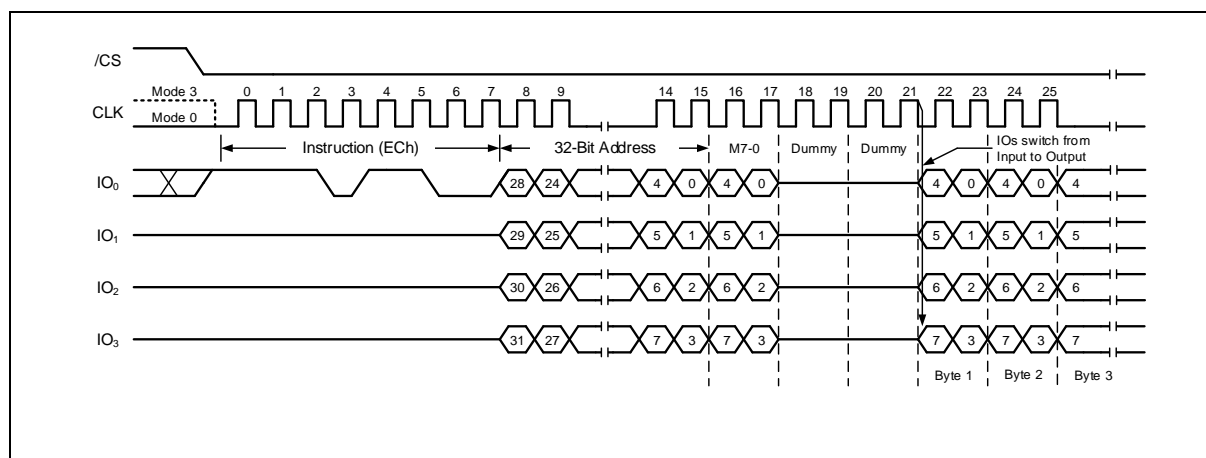 /CS
Mode 3 0 1 2 3 4 5 6 7 8 9 14 15 16 17 18 19 20 21 22 23 24 25
CLK Mode 0
Instruction (ECh) 32-Bit Address M7-0 Dummy Dummy IOs switch from
Input to Output
IO₀ 28 24 4 0 4 0 4 0 4 0 4
IO₁ 29 25 5 1 5 1 5 1 5 1 5
IO₂ 30 26 6 2 6 2 6 2 6 2 6
IO₃ 31 27 7 3 7 3 7 3 7 3 7
Byte 1 Byte 2 Byte 3